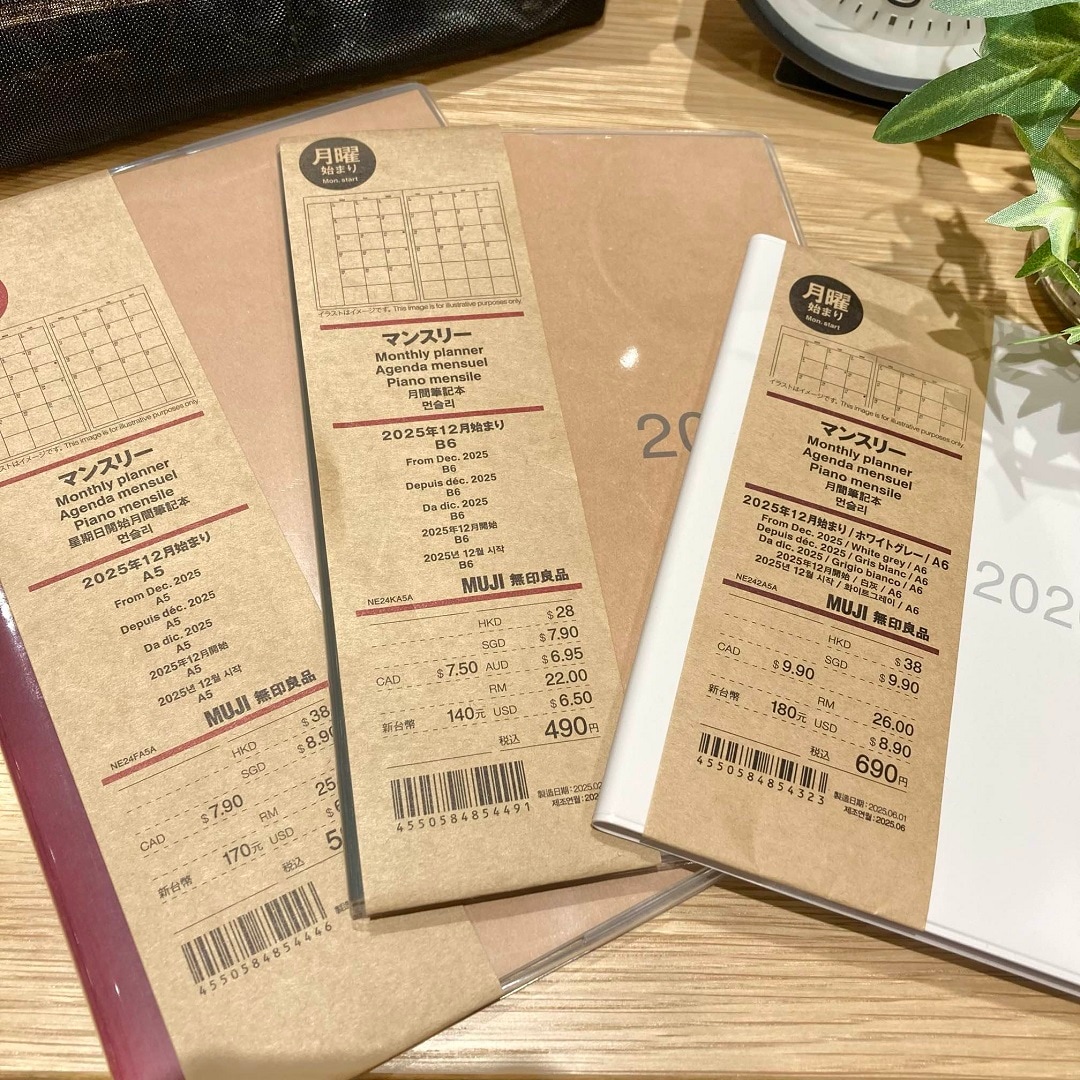 イラストはイメージです。This image is for illustrative purposes only.
マンスリー
Monthly planner
Agenda mensuel
Piano mensile
星期日開始月間筆記本
먼슬리
2025年12月始まり
A5
From Dec. 2025
A5
Depuis déc. 2025
A5
Da dic. 2025
A5
2025年12月開始
A5
2025년 12월 시작
A5
MUJI 無印良品
NE24FA5A
HKD $38
SGD $8.90
CAD $7.90
RM 25
新台幣 170元 USD $
税込 5
4550584854446
月曜
始まり
Mon. start
イラストはイメージです。This image is for illustrative purposes only.
マンスリー
Monthly planner
Agenda mensuel
Piano mensile
月間筆記本
먼슬리
2025年12月始まり
B6
From Dec. 2025
B6
Depuis déc. 2025
B6
Da dic. 2025
B6
2025年12月開始
B6
2025년 12월 시작
B6
MUJI 無印良品
NE24KA5A
HKD $28
SGD $7.90
CAD $7.50 AUD $6.95
RM 22.00
新台幣 140元 USD $6.50
税込 490円
4550584854491
製造日期:2025.0
제조연월:202
20
月曜
始まり
Mon. start
イラストはイメージです。This image is for illustrative purposes only.
マンスリー
Monthly planner
Agenda mensuel
Piano mensile
月間筆記本
먼슬리
2025年12月始まり/ホワイトグレー/A6
From Dec. 2025 / White grey / A6
Depuis déc. 2025 / Gris blanc / A6
Da dic. 2025 / Grigio bianco / A6
2025年12月開始 / 白灰 / A6
2025년 12월 시작 / 화이트그레이 / A6
NE242A5A
MUJI 無印良品
HKD $38
CAD $9.90 SGD $9.90
RM 26.00
新台幣 180元 USD $8.90
税込 690円
4550584854323
製造日期:2025.06.01
제조연월:2025.06
202